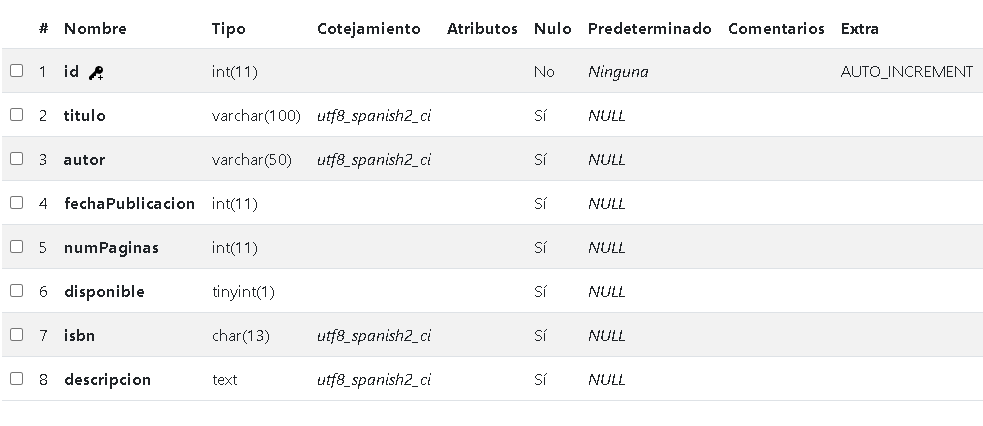 # Nombre Tipo Cotejamiento Atributos Nulo Predeterminado Comentarios Extra
1 id int(11) No Ninguna AUTO_INCREMENT
2 titulo varchar(100) utf8_spanish2_ci Sí NULL
3 autor varchar(50) utf8_spanish2_ci Sí NULL
4 fechaPublicacion int(11) Sí NULL
5 numPaginas int(11) Sí NULL
6 disponible tinyint(1) Sí NULL
7 isbn char(13) utf8_spanish2_ci Sí NULL
8 descripcion text utf8_spanish2_ci Sí NULL